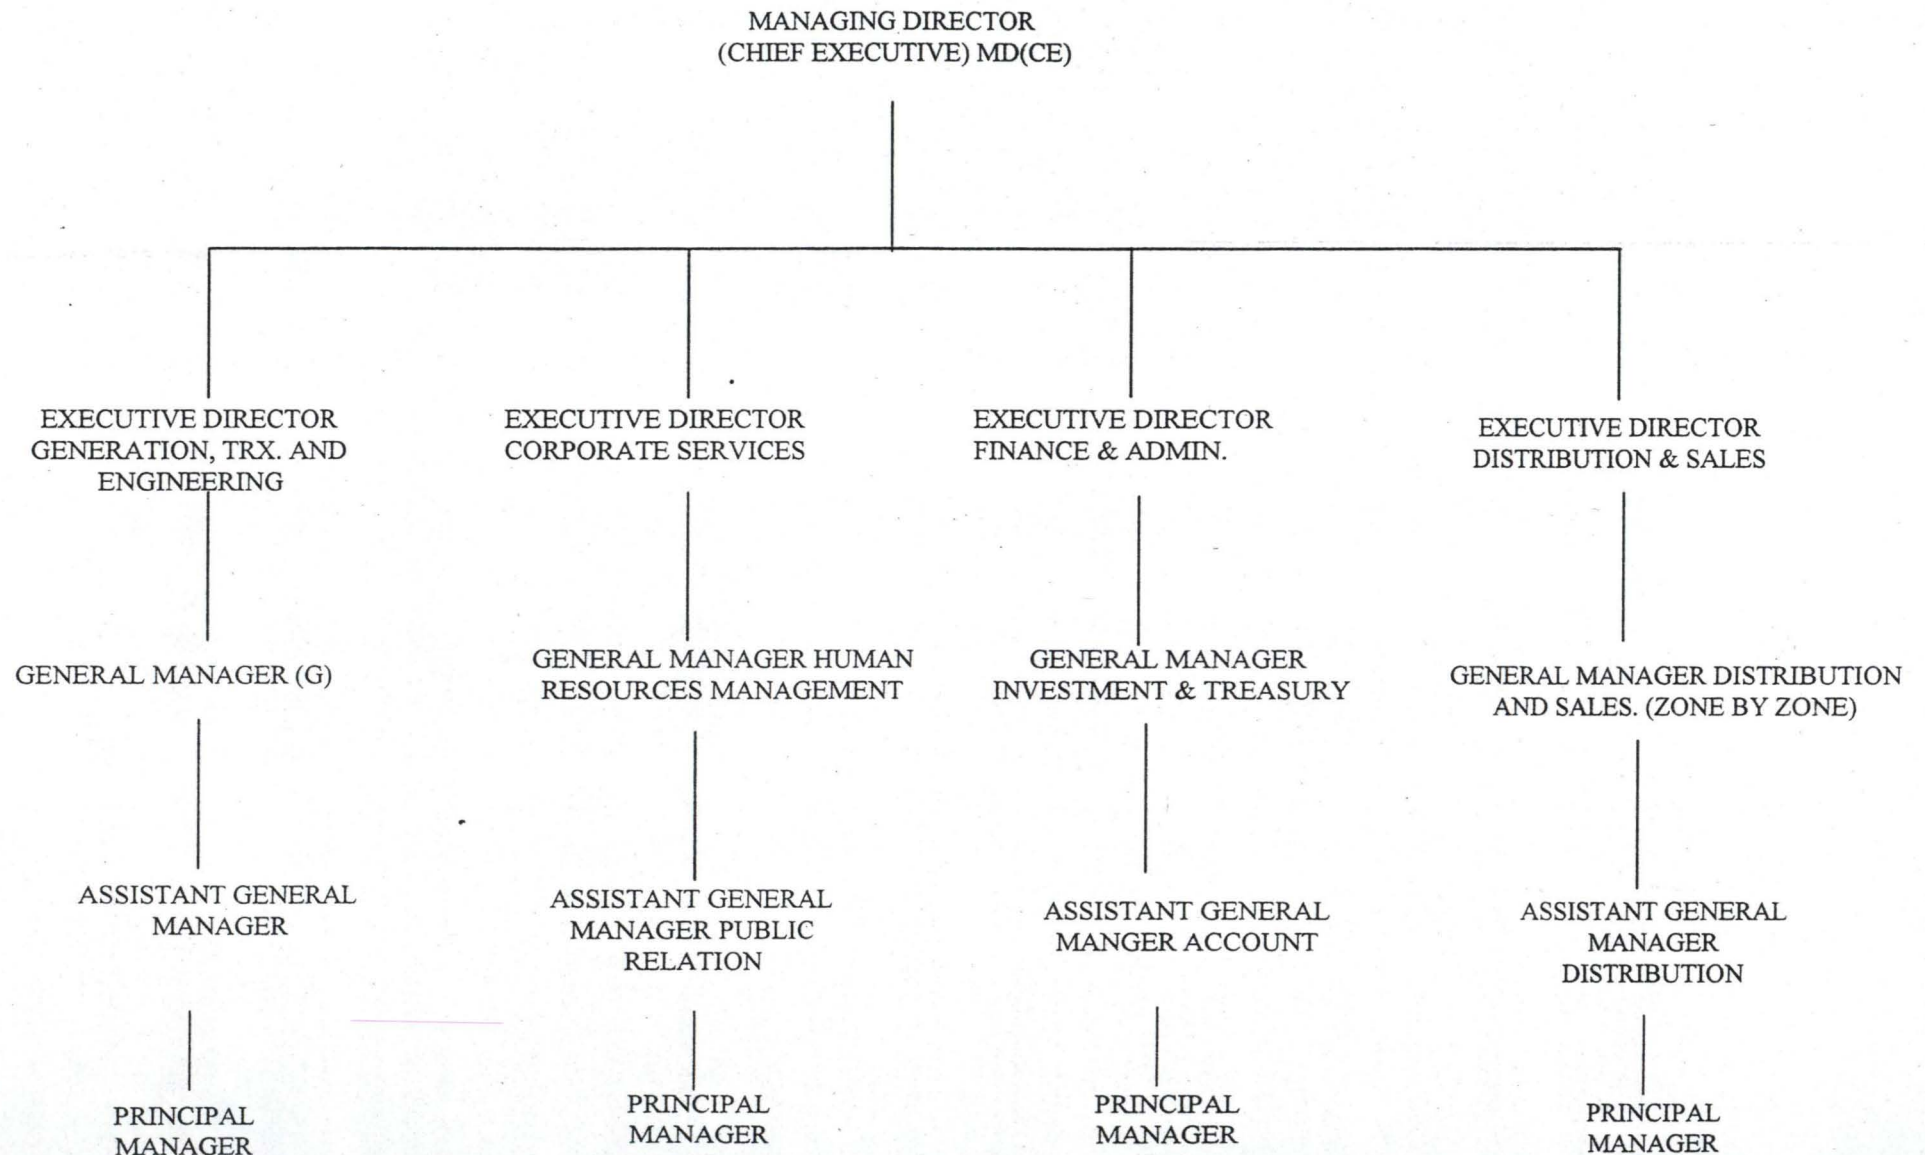 MANAGING DIRECTOR
(CHIEF EXECUTIVE) MD(CE)
EXECUTIVE DIRECTOR
GENERATION, TRX. AND
ENGINEERING
EXECUTIVE DIRECTOR
CORPORATE SERVICES
EXECUTIVE DIRECTOR
FINANCE & ADMIN.
EXECUTIVE DIRECTOR
DISTRIBUTION & SALES
GENERAL MANAGER (G)
GENERAL MANAGER HUMAN
RESOURCES MANAGEMENT
GENERAL MANAGER
INVESTMENT & TREASURY
GENERAL MANAGER DISTRIBUTION
AND SALES. (ZONE BY ZONE)
ASSISTANT GENERAL
MANAGER
ASSISTANT GENERAL
MANAGER PUBLIC
RELATION
ASSISTANT GENERAL
MANGER ACCOUNT
ASSISTANT GENERAL
MANAGER
DISTRIBUTION
PRINCIPAL
MANAGER
PRINCIPAL
MANAGER
PRINCIPAL
MANAGER
PRINCIPAL
MANAGER